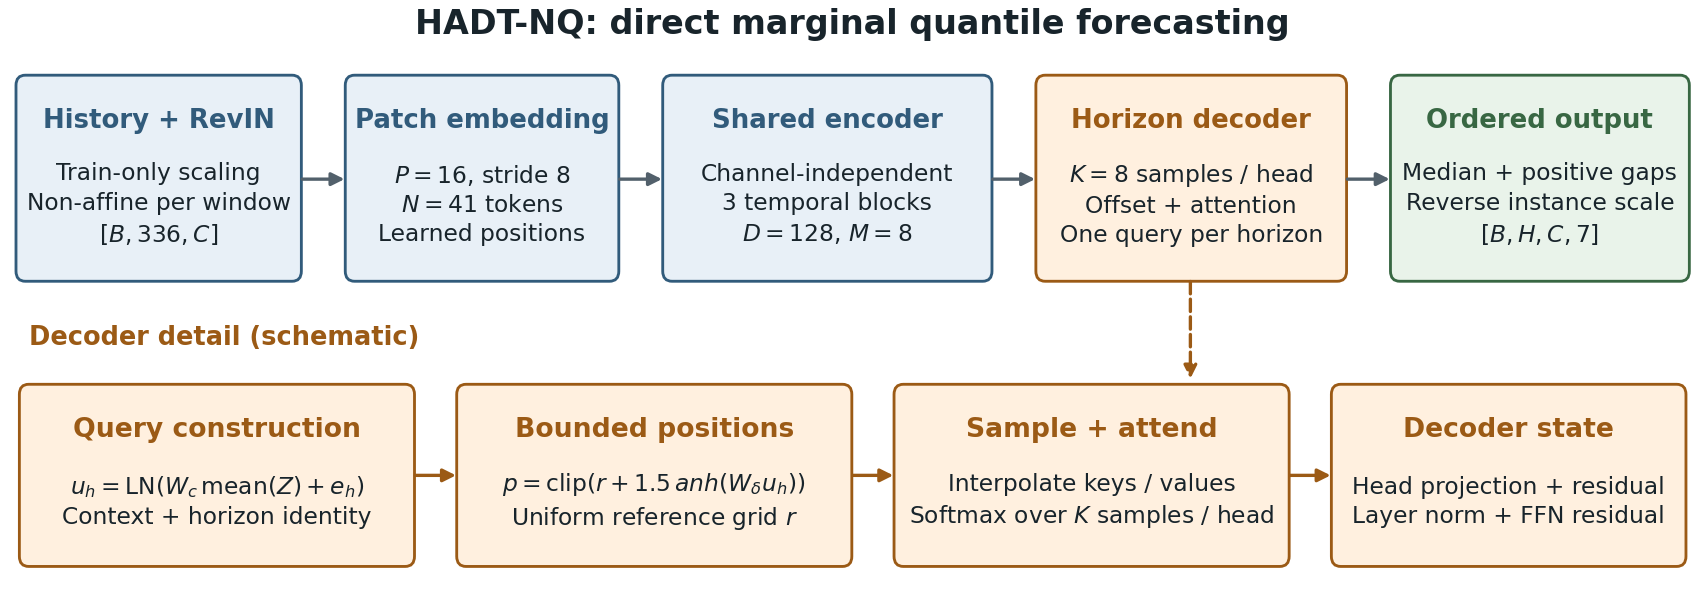 HADT-NQ: direct marginal quantile forecasting
History + RevIN
Train-only scaling
Non-affine per window
[B, 336, C]
Patch embedding
P = 16, stride 8
N = 41 tokens
Learned positions
Shared encoder
Channel-independent
3 temporal blocks
D = 128, M = 8
Horizon decoder
K = 8 samples / head
Offset + attention
One query per horizon
Ordered output
Median + positive gaps
Reverse instance scale
[B, H, C, 7]
Decoder detail (schematic)
Query construction
u_h = LN(W_c mean(Z) + e_h)
Context + horizon identity
Bounded positions
p = clip(r + 1.5 anh(W_δ u_h))
Uniform reference grid r
Sample + attend
Interpolate keys / values
Softmax over K samples / head
Decoder state
Head projection + residual
Layer norm + FFN residual